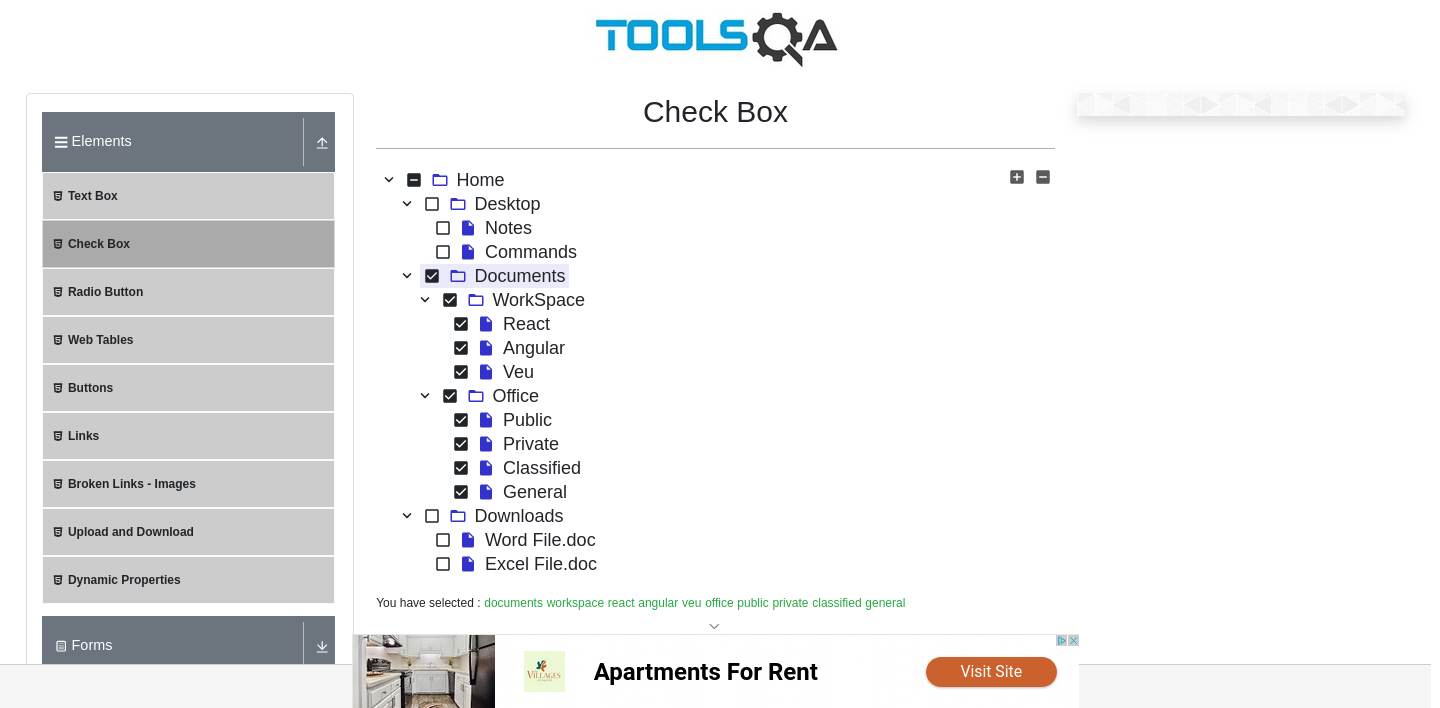 TOOLSQA
Elements
Text Box
Check Box
Radio Button
Web Tables
Buttons
Links
Broken Links - Images
Upload and Download
Dynamic Properties
Forms
Check Box
Home
Desktop
Notes
Commands
Documents
WorkSpace
React
Angular
Veu
Office
Public
Private
Classified
General
Downloads
Word File.doc
Excel File.doc
You have selected : documents workspace react angular veu office public private classified general
VILLAGES
Apartments For Rent
Visit Site